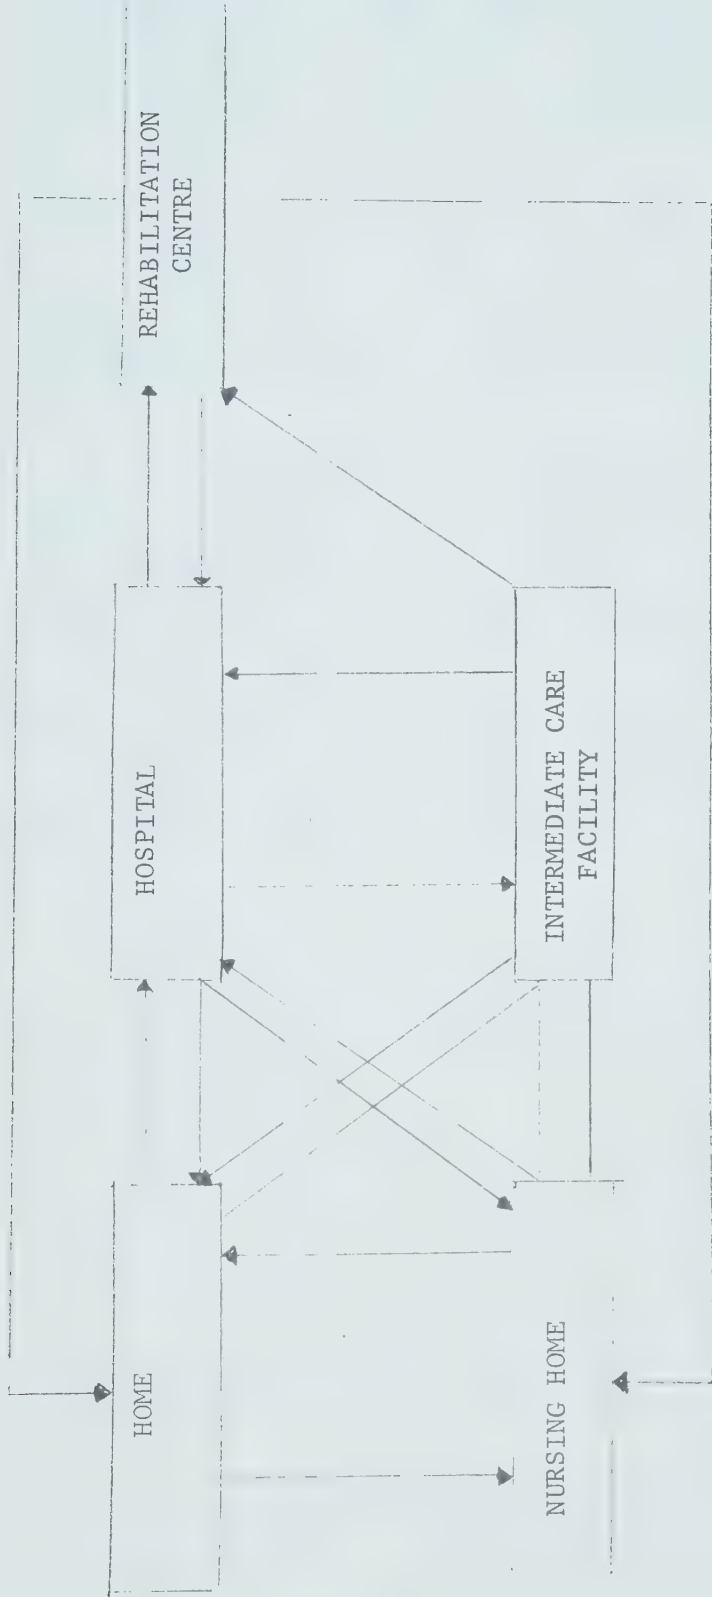 HOME
HOSPITAL
REHABILITATION
CENTRE
NURSING HOME
INTERMEDIATE CARE
FACILITY